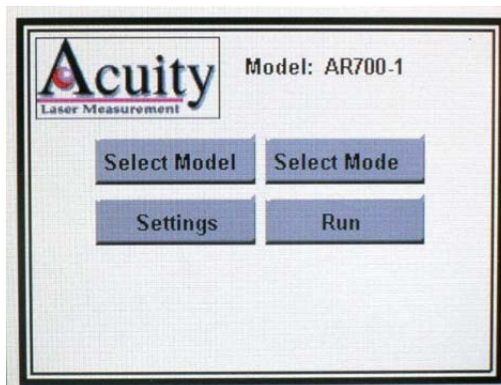 Acuity
Laser Measurement
Model: AR700-1
Select Model
Select Mode
Settings
Run